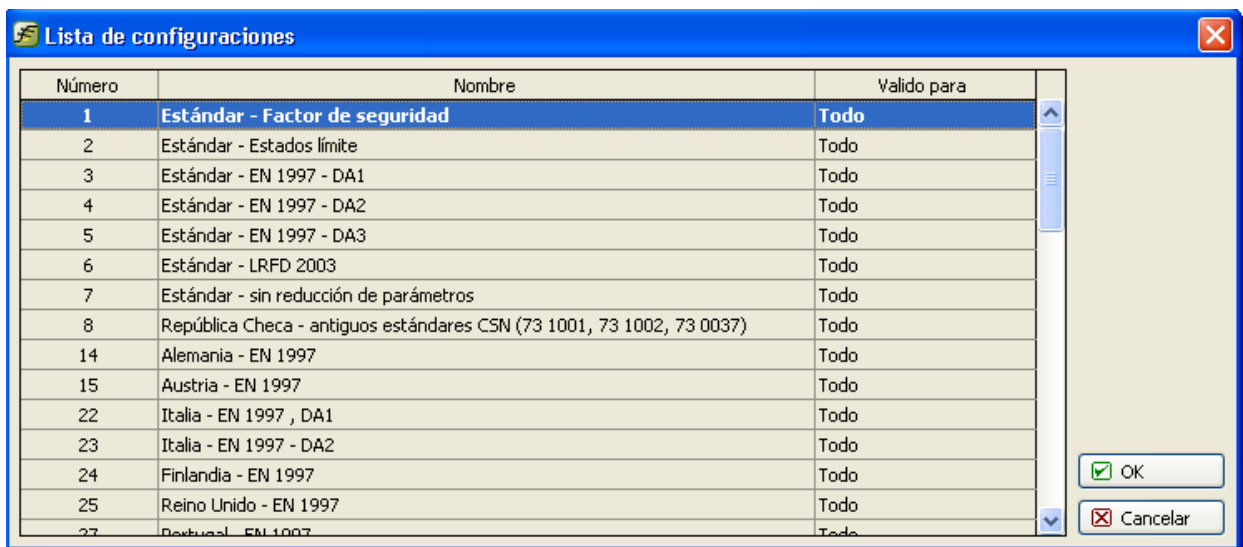 Lista de configuraciones
Número Nombre Valido para
1 Estándar - Factor de seguridad Todo
2 Estándar - Estados límite Todo
3 Estándar - EN 1997 - DA1 Todo
4 Estándar - EN 1997 - DA2 Todo
5 Estándar - EN 1997 - DA3 Todo
6 Estándar - LRFD 2003 Todo
7 Estándar - sin reducción de parámetros Todo
8 República Checa - antiguos estándares CSN (73 1001, 73 1002, 73 0037) Todo
14 Alemania - EN 1997 Todo
15 Austria - EN 1997 Todo
22 Italia - EN 1997 , DA1 Todo
23 Italia - EN 1997 - DA2 Todo
24 Finlandia - EN 1997 Todo
25 Reino Unido - EN 1997 Todo
27 Portugal - EN 1997 Todo
OK
Cancelar